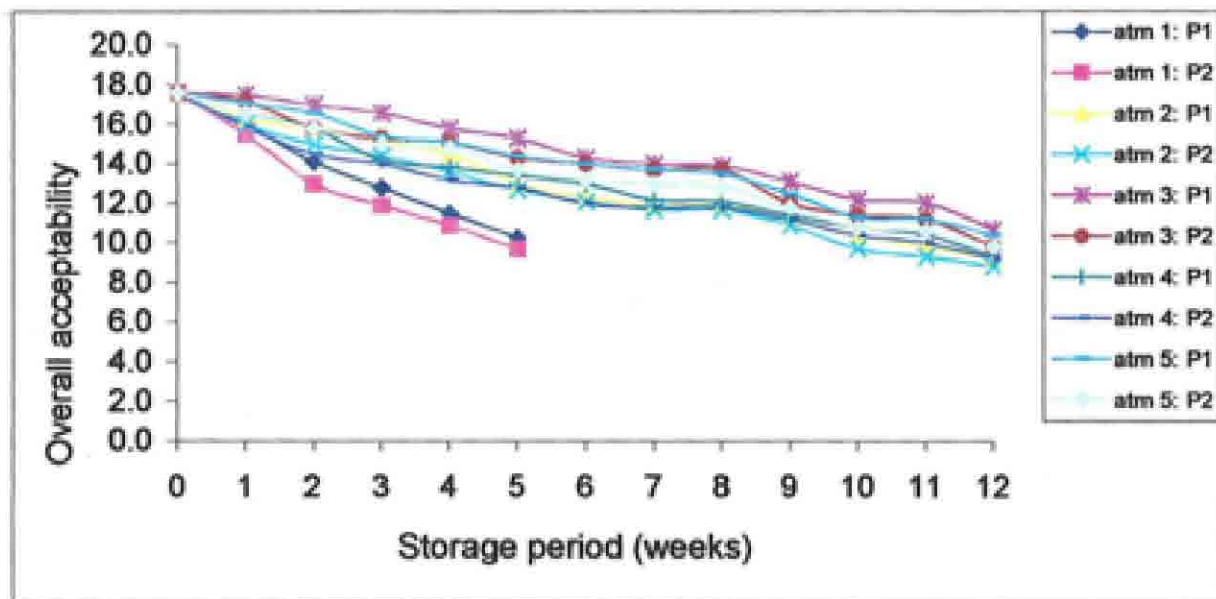 20.0
18.0
16.0
14.0
12.0
10.0
8.0
6.0
4.0
2.0
0.0
Overall acceptability
0 1 2 3 4 5 6 7 8 9 10 11 12
Storage period (weeks)
atm 1: P1
atm 1: P2
atm 2: P1
atm 2: P2
atm 3: P1
atm 3: P2
atm 4: P1
atm 4: P2
atm 5: P1
atm 5: P2